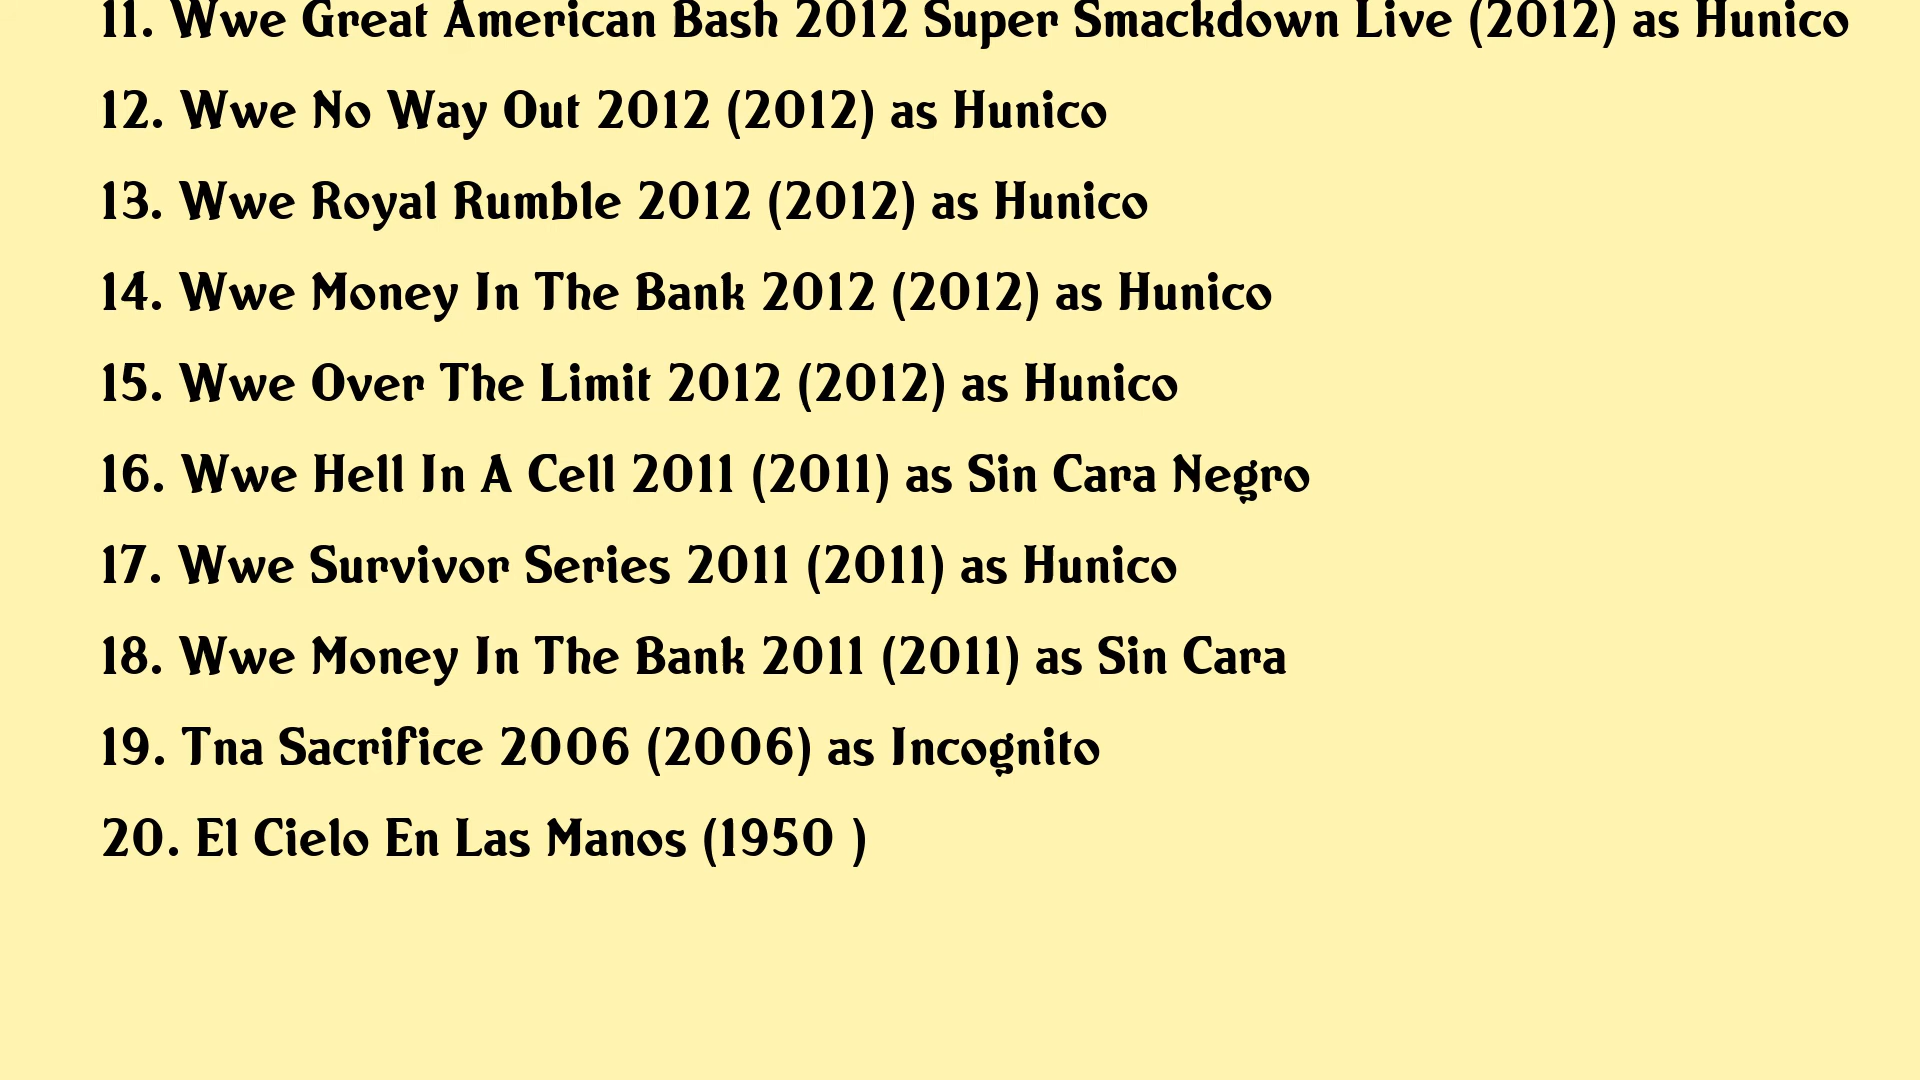 11. Wwe Great American Bash 2012 Super Smackdown Live (2012) as Hunico
12. Wwe No Way Out 2012 (2012) as Hunico
13. Wwe Royal Rumble 2012 (2012) as Hunico
14. Wwe Money In The Bank 2012 (2012) as Hunico
15. Wwe Over The Limit 2012 (2012) as Hunico
16. Wwe Hell In A Cell 2011 (2011) as Sin Cara Negro
17. Wwe Survivor Series 2011 (2011) as Hunico
18. Wwe Money In The Bank 2011 (2011) as Sin Cara
19. Tna Sacrifice 2006 (2006) as Incognito
20. El Cielo En Las Manos (1950 )